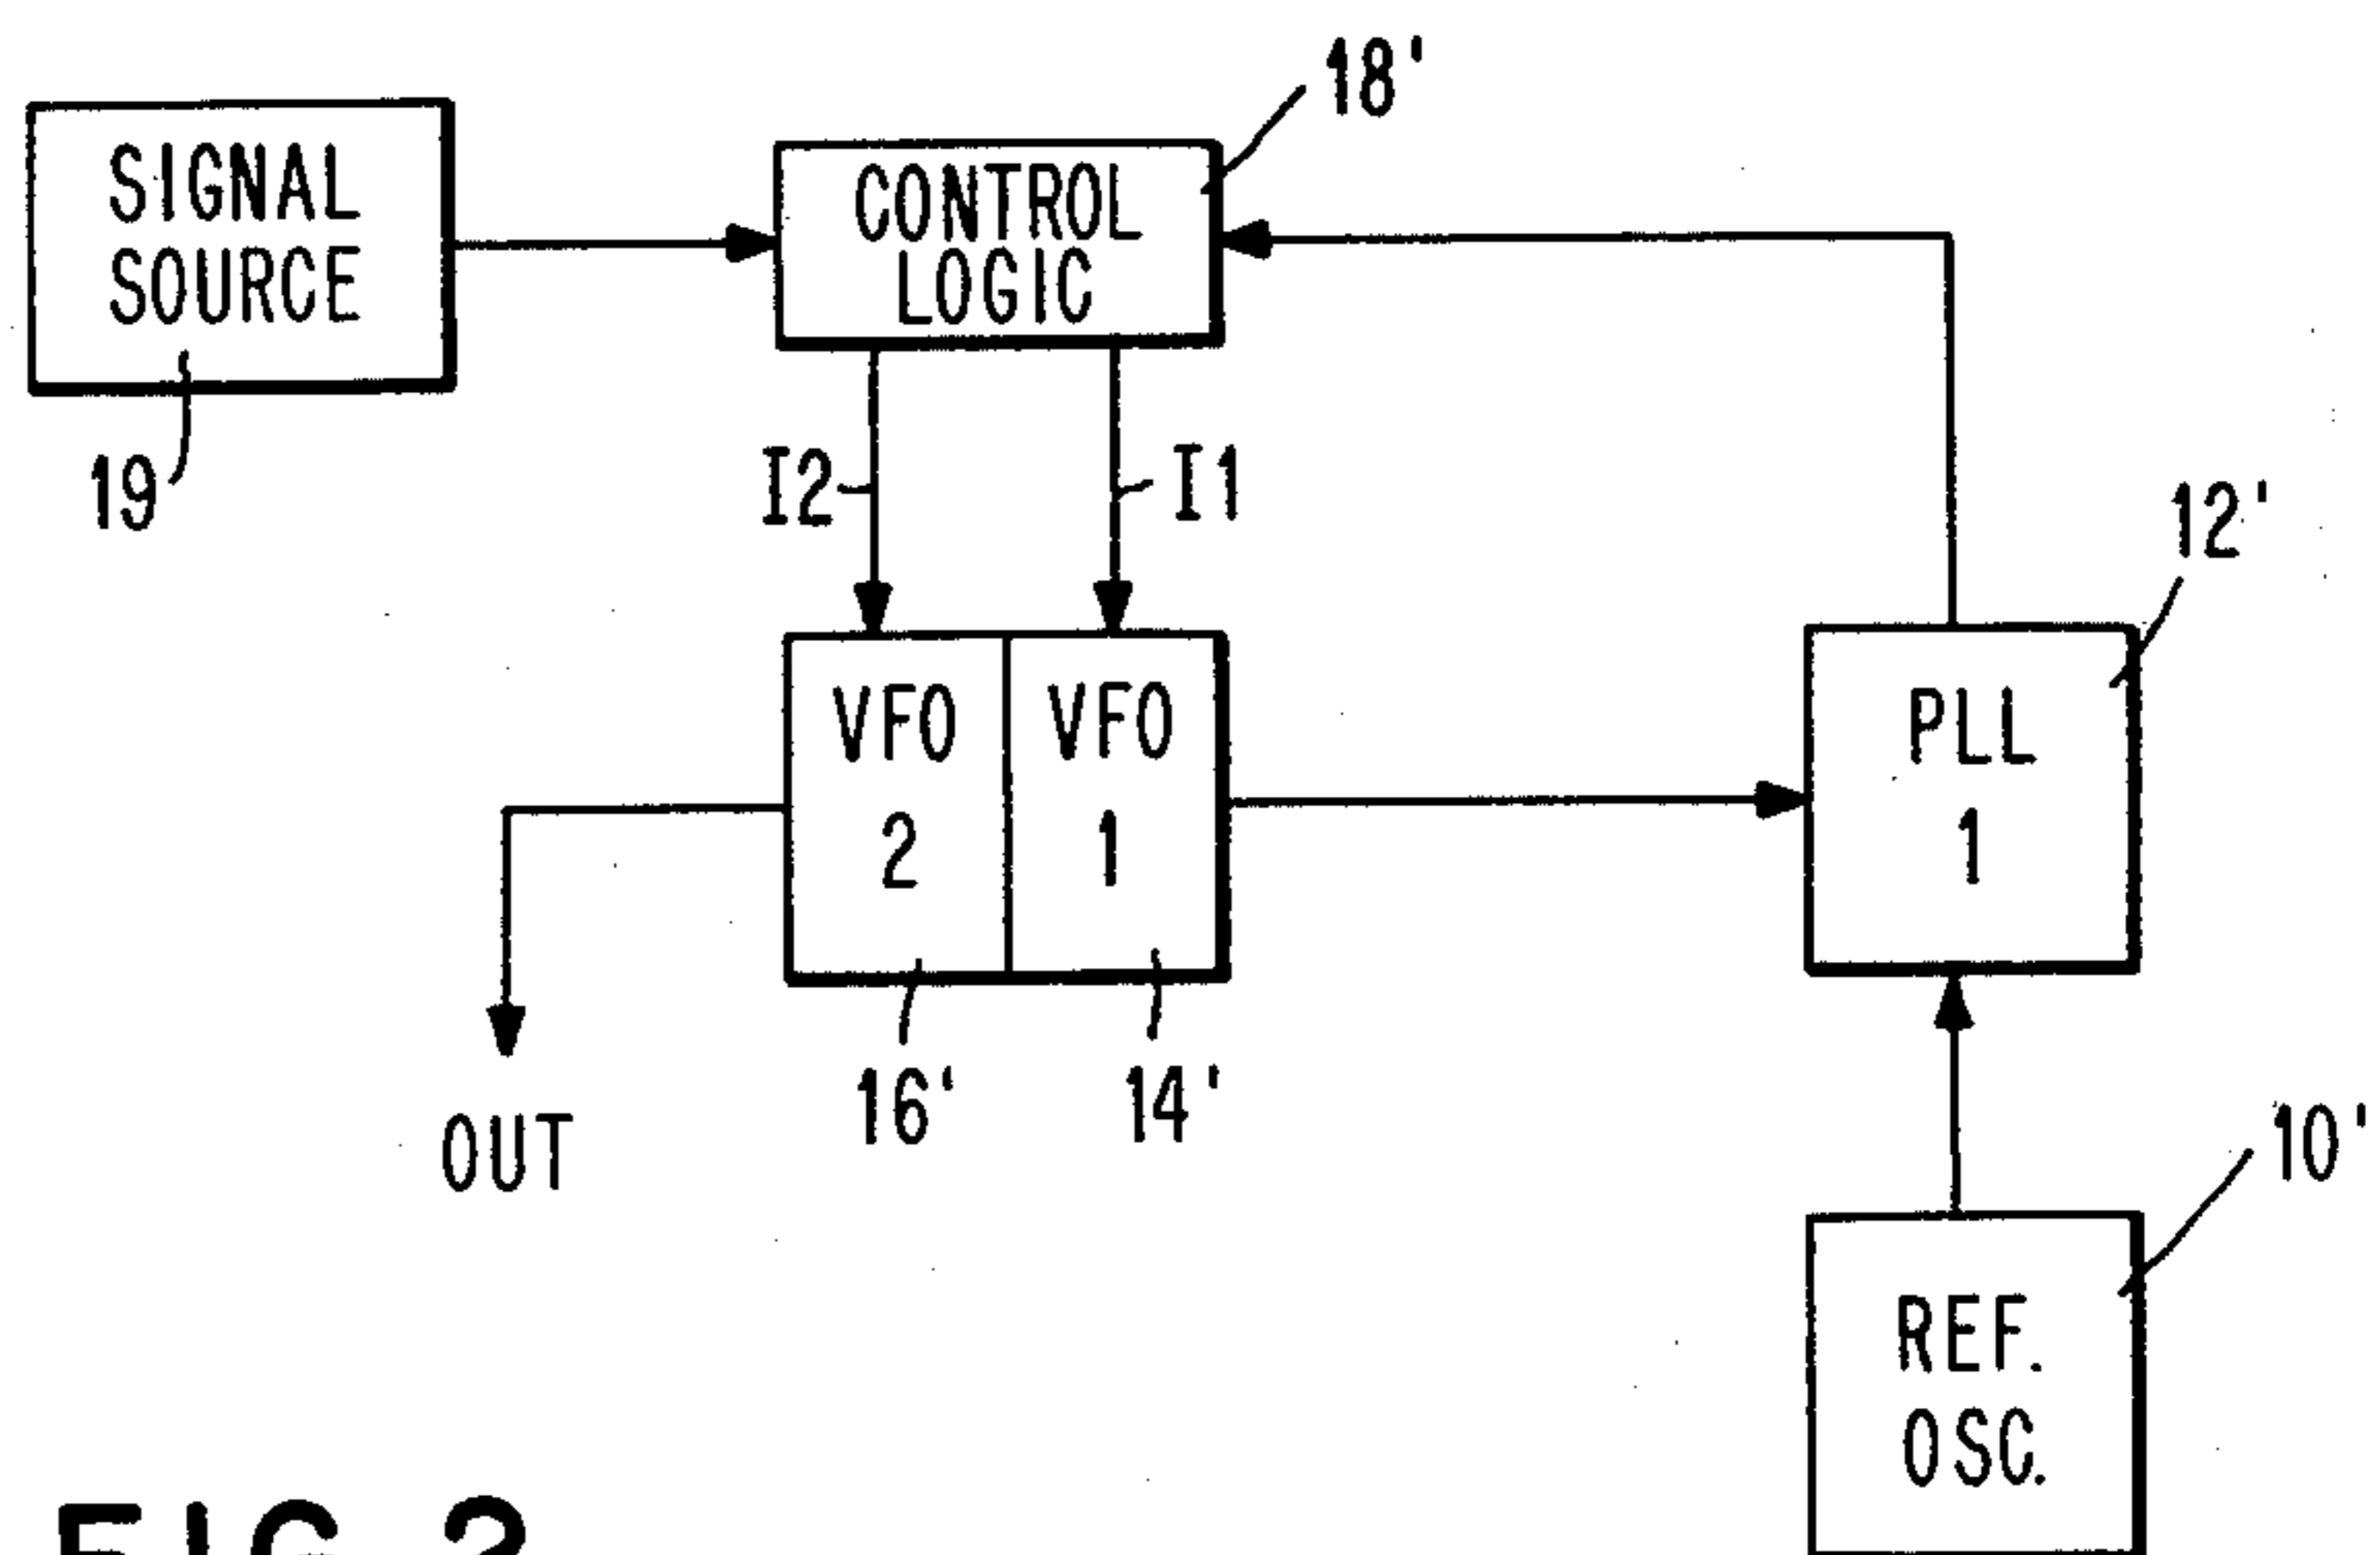 18'
SIGNAL
SOURCE
CONTROL
LOGIC
19
I2
I1
12'
VFO
2
VFO
1
PLL
1
16'
14'
OUT
10'
REF.
OSC.